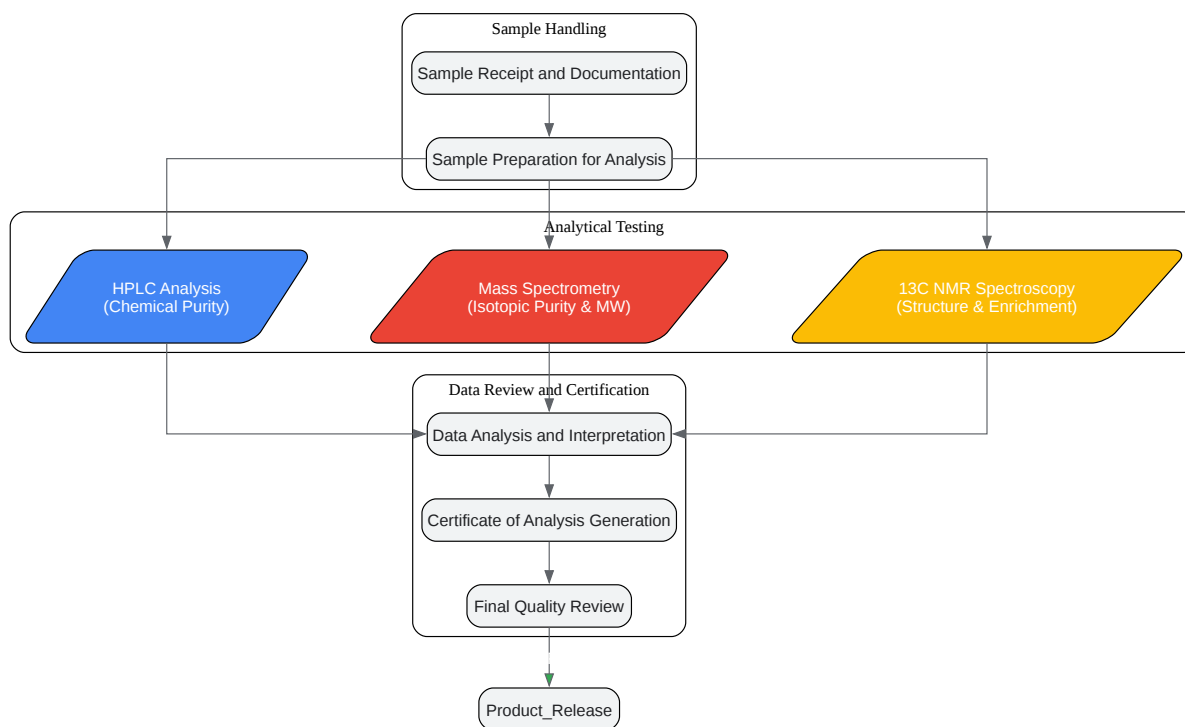 Sample Handling
Sample Receipt and Documentation
Sample Preparation for Analysis
Analytical Testing
HPLC Analysis
(Chemical Purity)
Mass Spectrometry
(Isotopic Purity & MW)
13C NMR Spectroscopy
(Structure & Enrichment)
Data Review and Certification
Data Analysis and Interpretation
Certificate of Analysis Generation
Final Quality Review
Product_Release